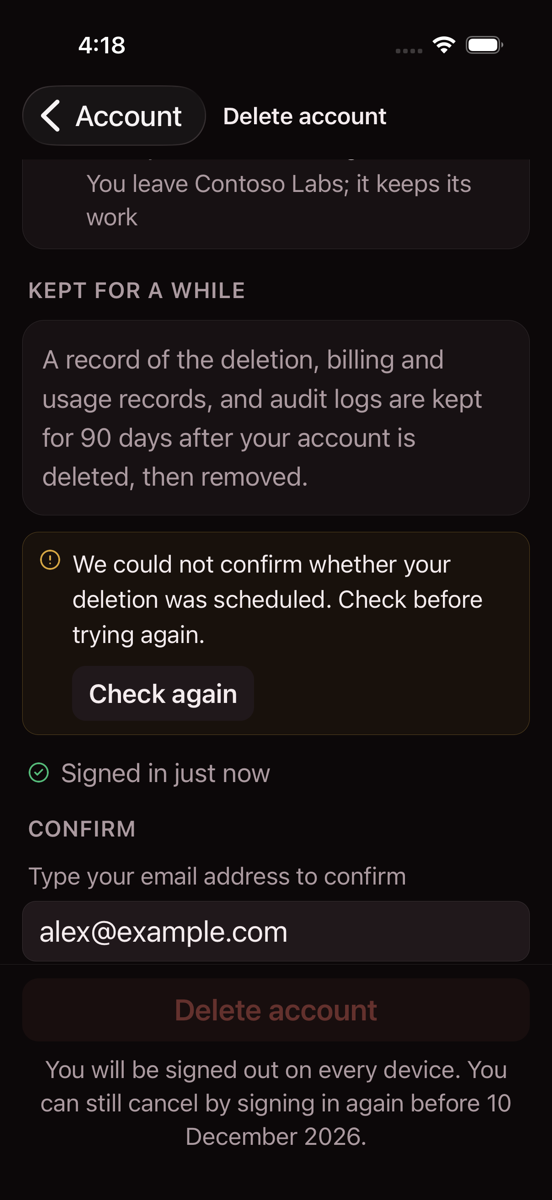 4:18
Account
Delete account
You leave Contoso Labs; it keeps its
work
KEPT FOR A WHILE
A record of the deletion, billing and
usage records, and audit logs are kept
for 90 days after your account is
deleted, then removed.
We could not confirm whether your
deletion was scheduled. Check before
trying again.
Check again
Signed in just now
CONFIRM
Type your email address to confirm
alex@example.com
Delete account
You will be signed out on every device. You
can still cancel by signing in again before 10
December 2026.